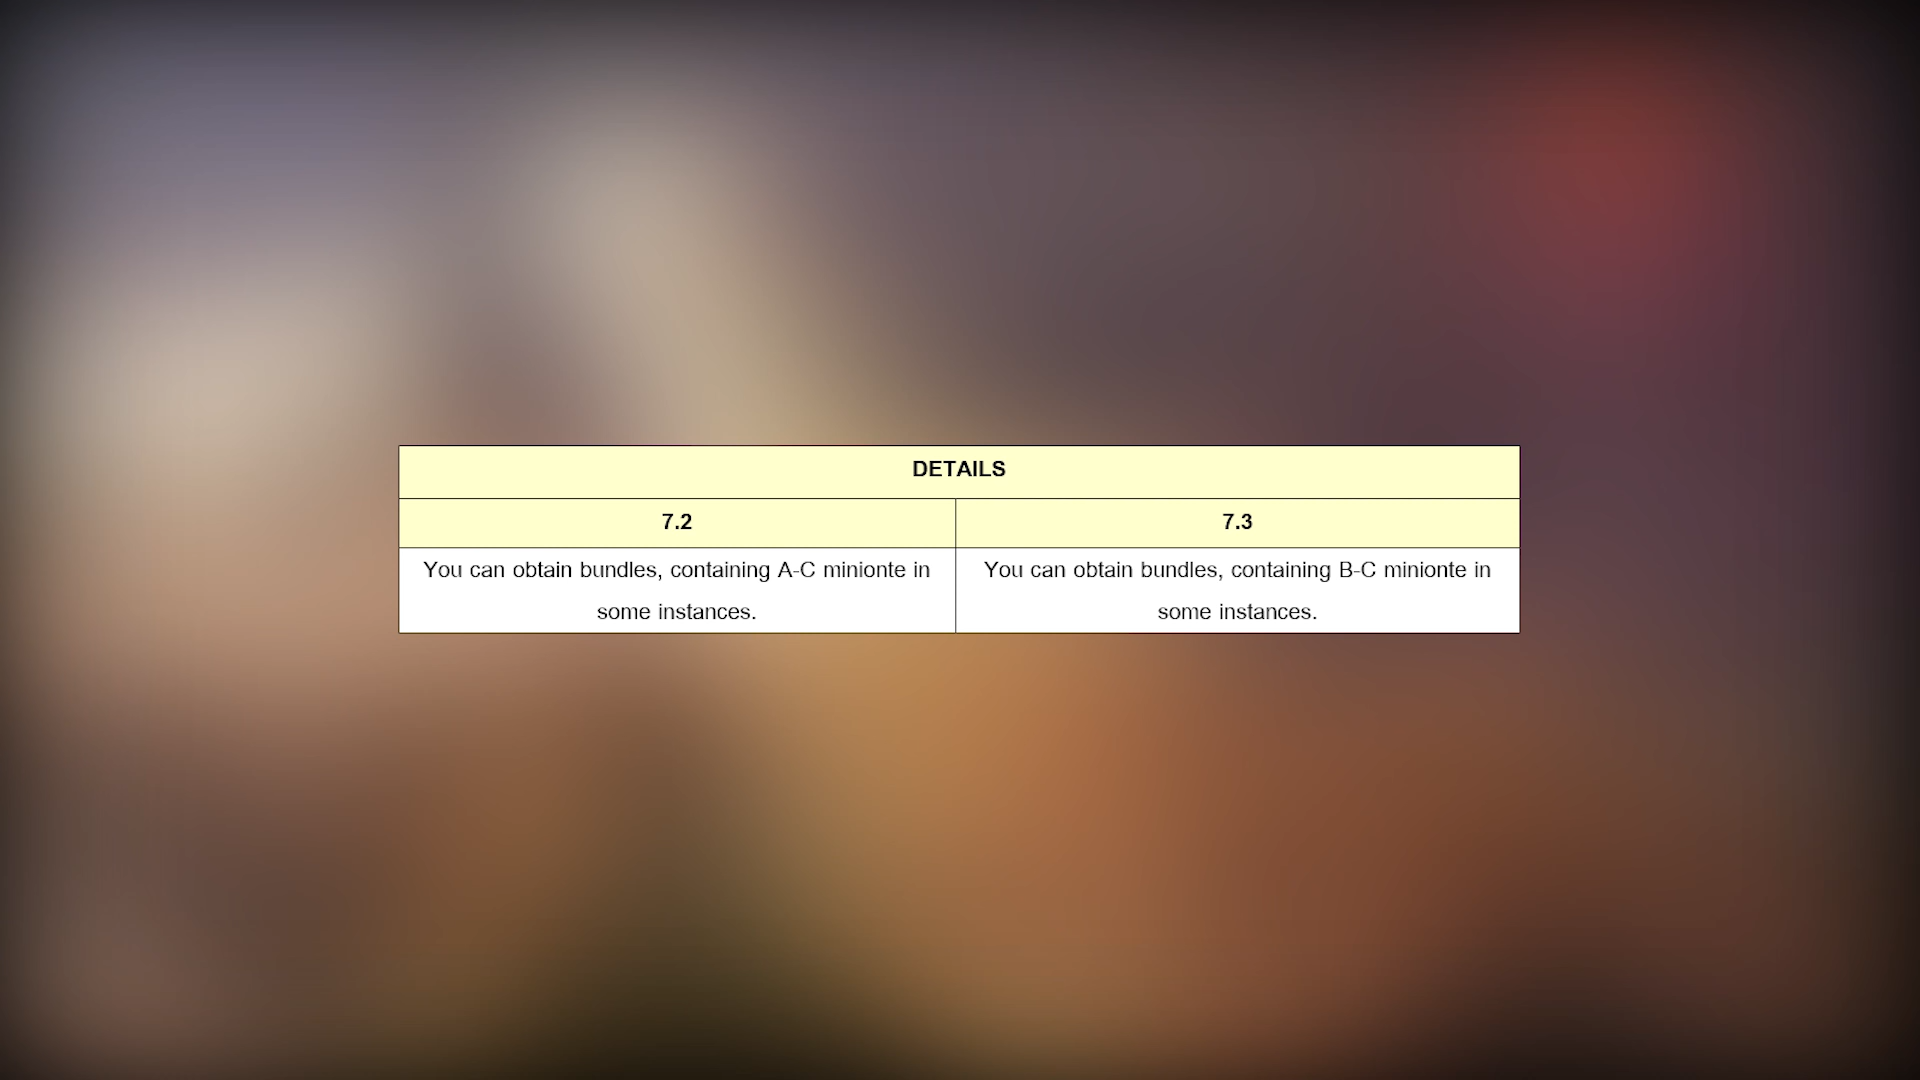 DETAILS
7.2
7.3
You can obtain bundles, containing A-C minionte in
some instances.
You can obtain bundles, containing B-C minionte in
some instances.